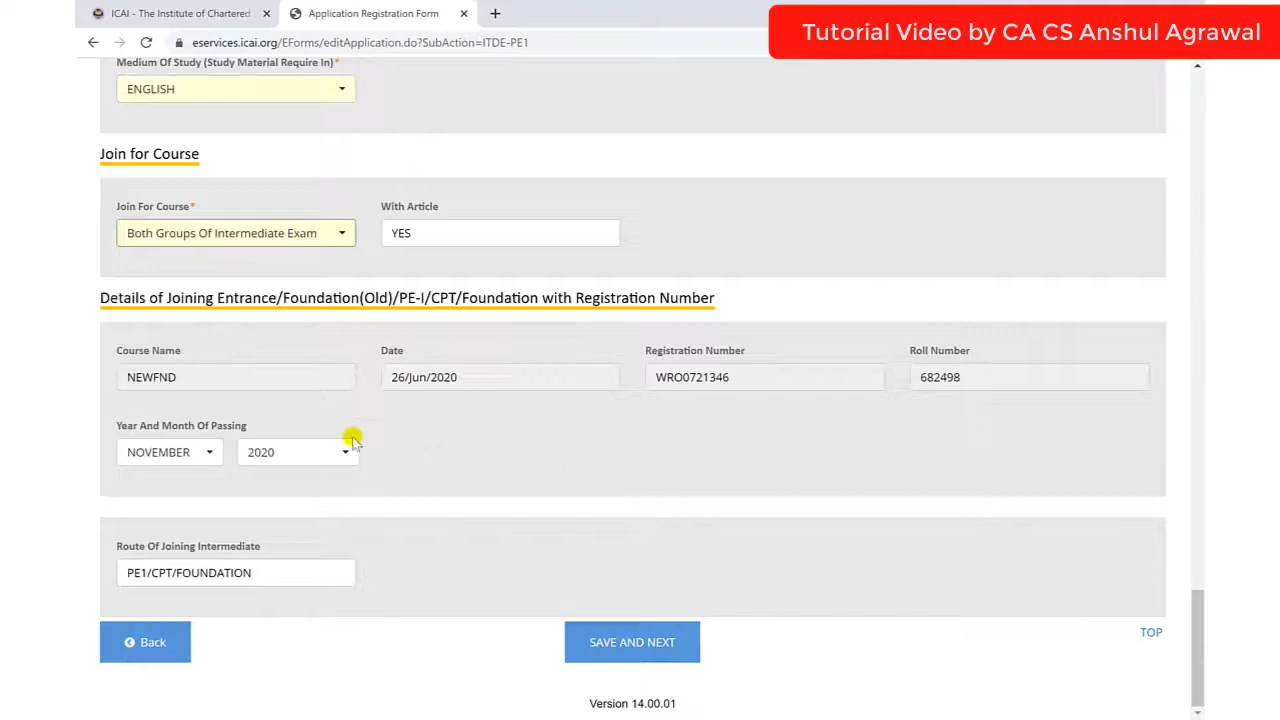 ICAI - The Institute of Chartered
Application Registration Form
eservices.icai.org/EForms/editApplication.do?SubAction=ITDE-PE1
Tutorial Video by CA CS Anshul Agrawal
Medium Of Study (Study Material Require In)*
ENGLISH
Join for Course
Join For Course* With Article
Both Groups Of Intermediate Exam YES
Details of Joining Entrance/Foundation(Old)/PE-I/CPT/Foundation with Registration Number
Course Name Date Registration Number Roll Number
NEWFND 26/Jun/2020 WRO0721346 682498
Year And Month Of Passing
NOVEMBER 2020
Route Of Joining Intermediate
PE1/CPT/FOUNDATION
Back SAVE AND NEXT TOP
Version 14.00.01